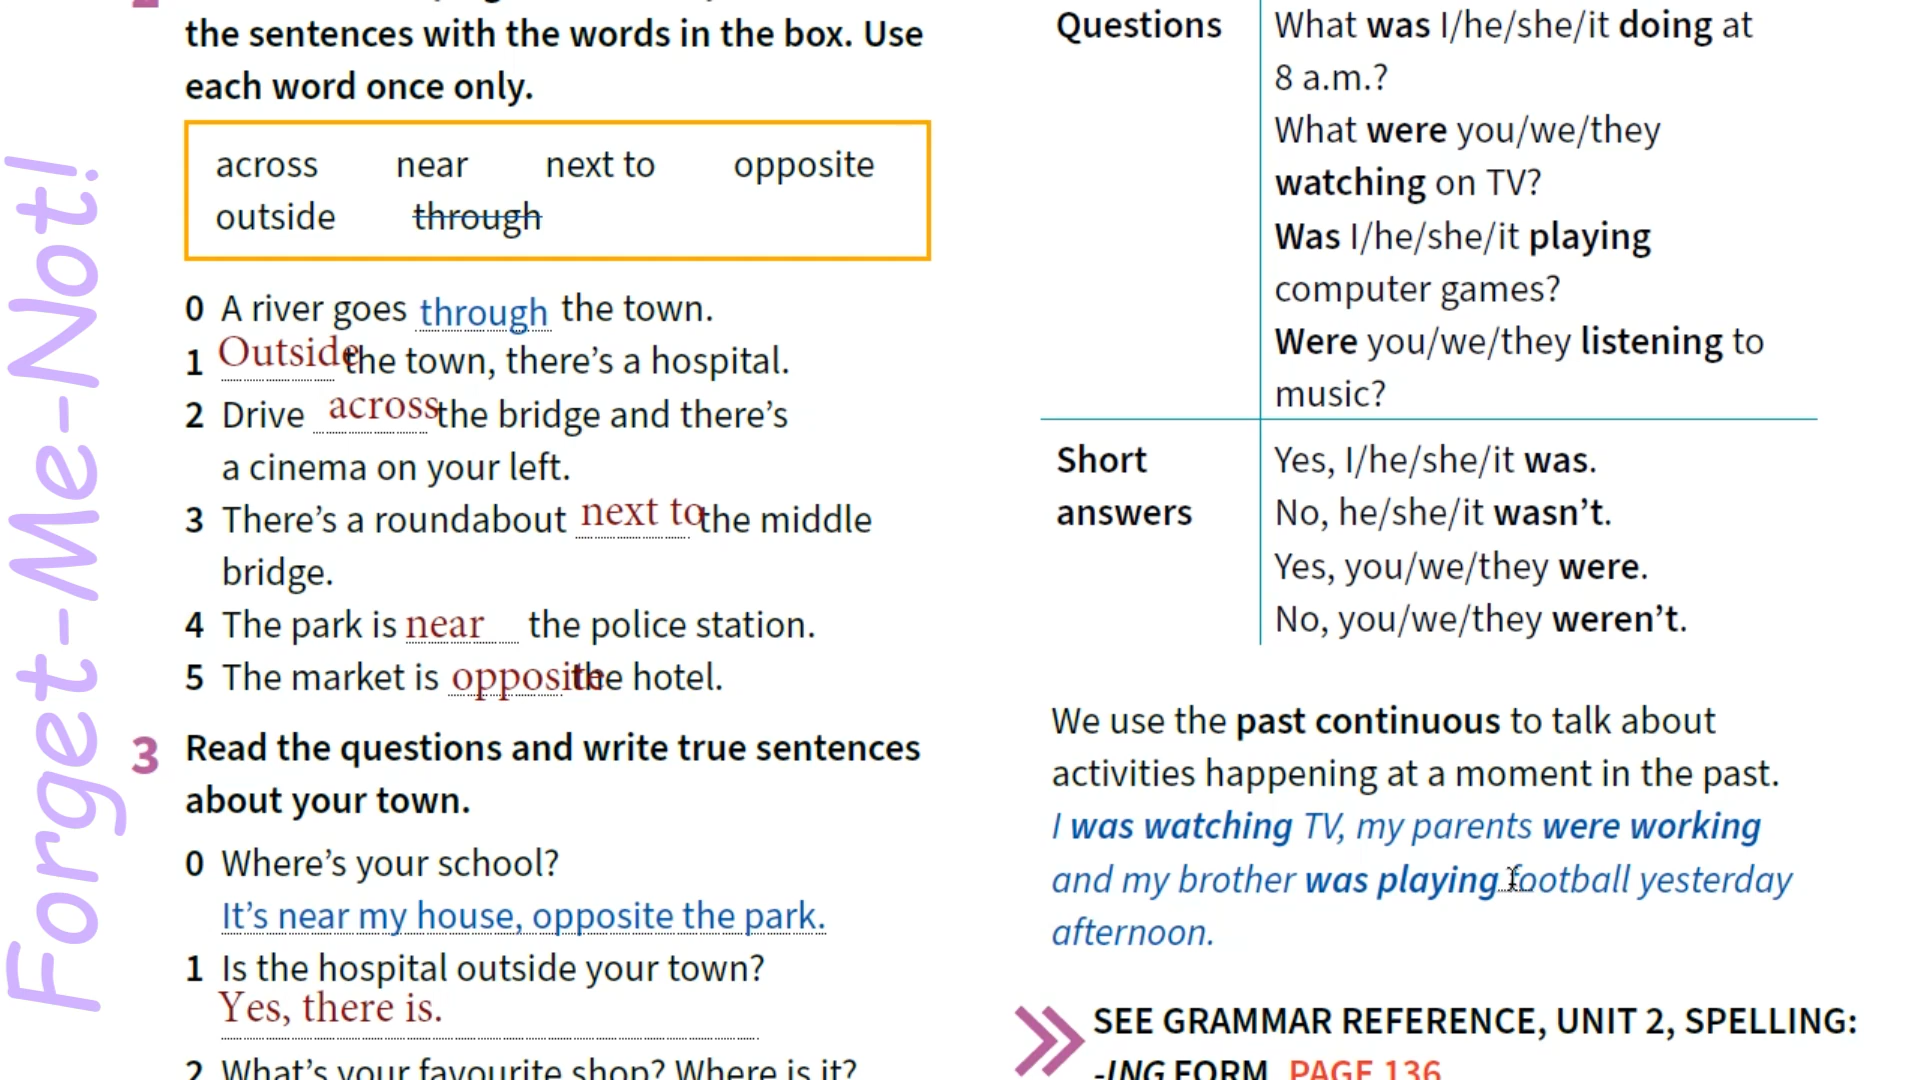 Forget-Me-Not!
the sentences with the words in the box. Use
each word once only.
across near next to opposite
outside through
0 A river goes through the town.
1 Outside the town, there's a hospital.
2 Drive across the bridge and there's
a cinema on your left.
3 There's a roundabout next to the middle
bridge.
4 The park is near the police station.
5 The market is opposite the hotel.
3 Read the questions and write true sentences
about your town.
0 Where's your school?
It's near my house, opposite the park.
1 Is the hospital outside your town?
Yes, there is.
2 What's your favourite shop? Where is it?
Questions What was I/he/she/it doing at
8 a.m.?
What were you/we/they
watching on TV?
Was I/he/she/it playing
computer games?
Were you/we/they listening to
music?
Short Yes, I/he/she/it was.
answers No, he/she/it wasn't.
Yes, you/we/they were.
No, you/we/they weren't.
We use the past continuous to talk about
activities happening at a moment in the past.
I was watching TV, my parents were working
and my brother was playing football yesterday
afternoon.
SEE GRAMMAR REFERENCE, UNIT 2, SPELLING:
-ING FORM PAGE 136